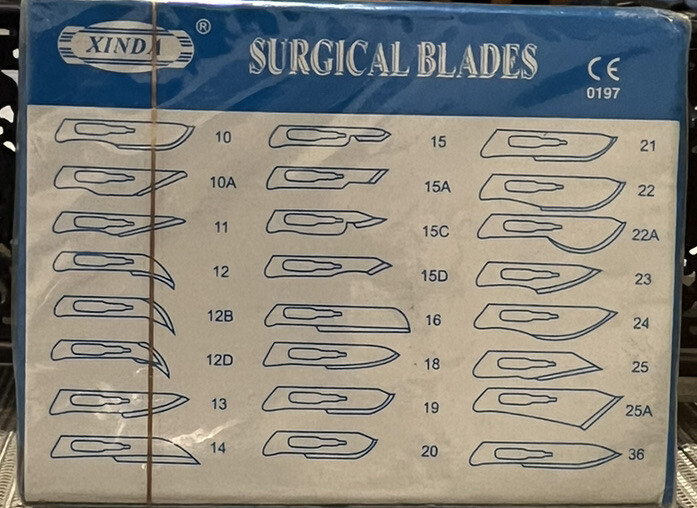 XINDA ®
SURGICAL BLADES
CE
0197
10 15 21
10A 15A 22
11 15C 22A
12 15D 23
12B 16 24
12D 18 25
13 19 25A
14 20 36